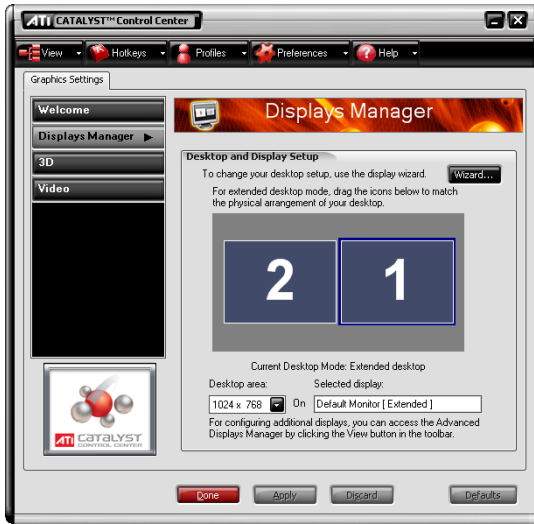 ATI CATALYST™ Control Center
View Hotkeys Profiles Preferences Help
Graphics Settings
Welcome
Displays Manager
3D
Video
Displays Manager
Desktop and Display Setup
To change your desktop setup, use the display wizard.
Wizard...
For extended desktop mode, drag the icons below to match
the physical arrangement of your desktop.
2 1
Current Desktop Mode: Extended desktop
Desktop area: Selected display:
1024 x 768 On Default Monitor [ Extended ]
For configuring additional displays, you can access the Advanced
Displays Manager by clicking the View button in the toolbar.
ATI CATALYST
CONTROL CENTER
Done Apply Discard Defaults